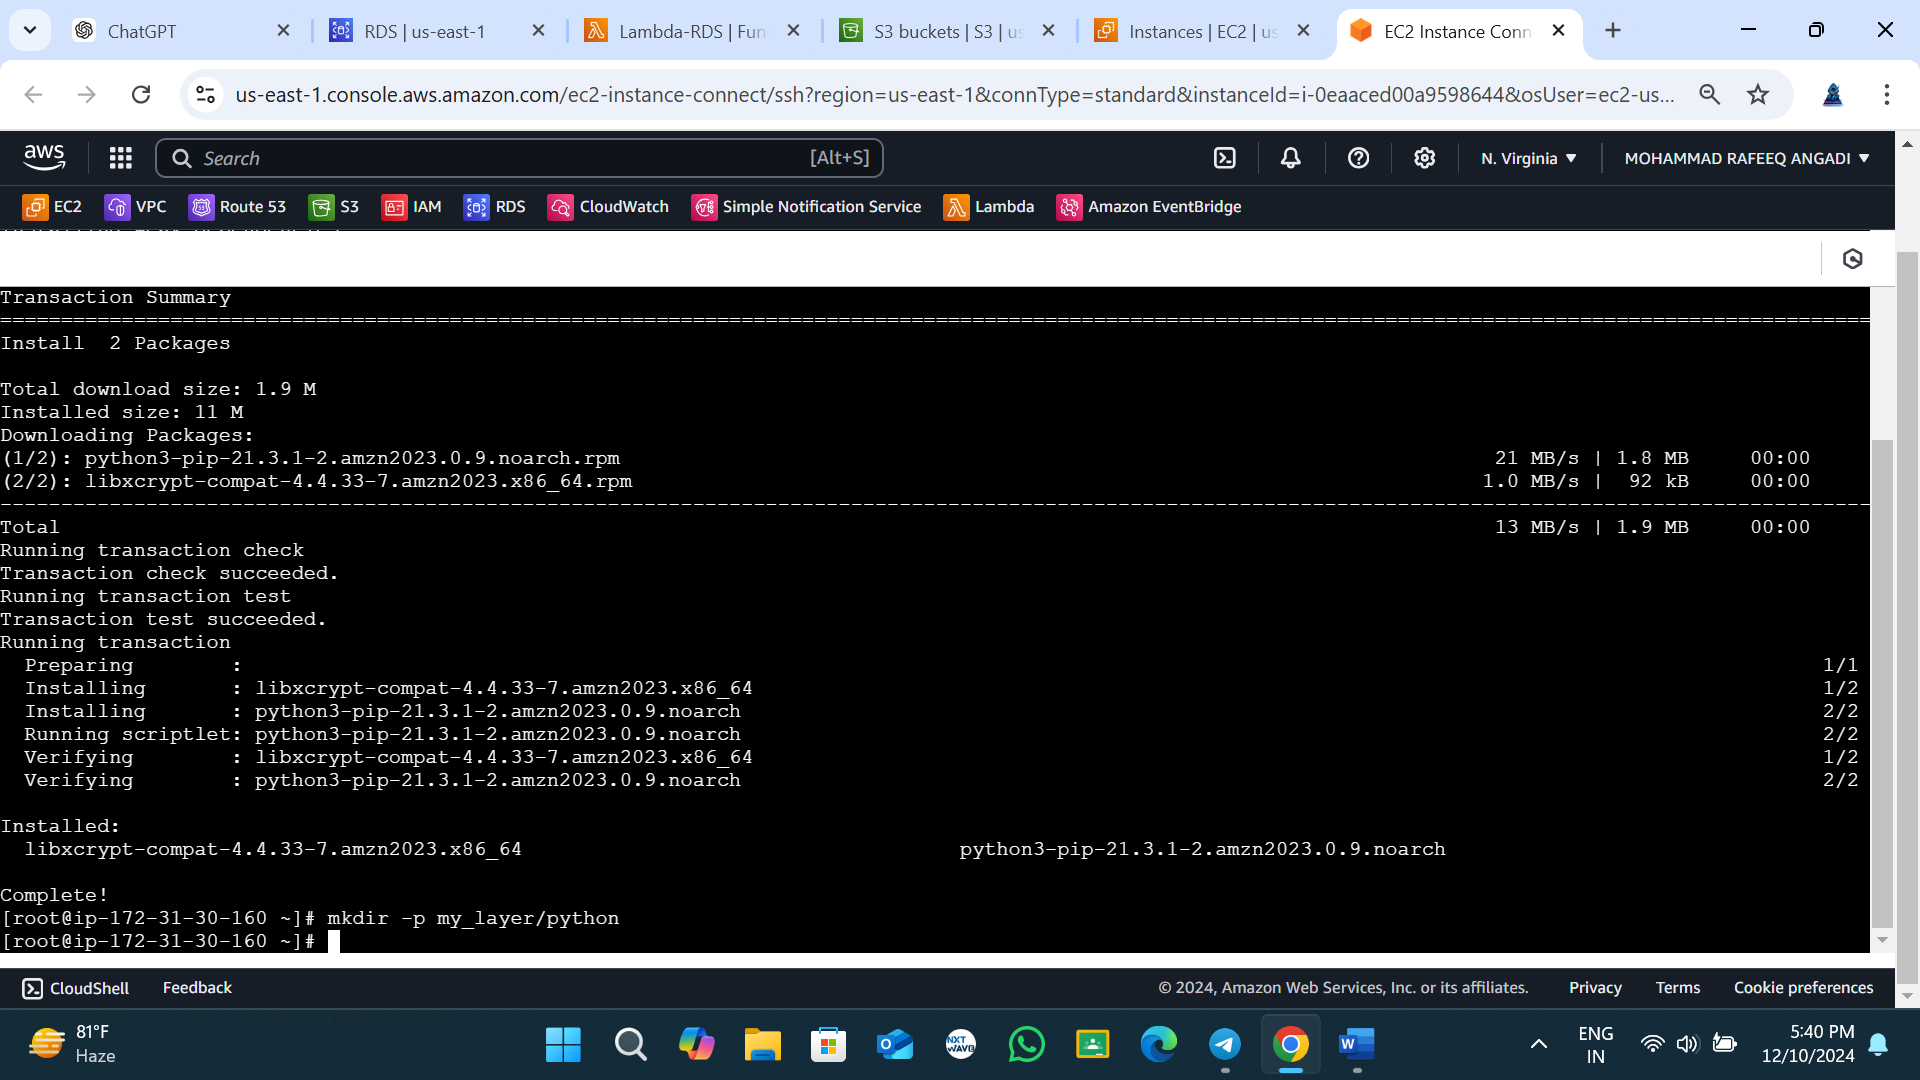 ChatGPT
RDS | us-east-1
Lambda-RDS | Fun
S3 buckets | S3 | us
Instances | EC2 | us
EC2 Instance Conn
us-east-1.console.aws.amazon.com/ec2-instance-connect/ssh?region=us-east-1&connType=standard&instanceId=i-0eaaced00a9598644&osUser=ec2-us...
aws
Search
[Alt+S]
N. Virginia
MOHAMMAD RAFEEQ ANGADI
EC2
VPC
Route 53
S3
IAM
RDS
CloudWatch
Simple Notification Service
Lambda
Amazon EventBridge
Transaction Summary
Install  2 Packages
Total download size: 1.9 M
Installed size: 11 M
Downloading Packages:
(1/2): python3-pip-21.3.1-2.amzn2023.0.9.noarch.rpm 21 MB/s | 1.8 MB 00:00
(2/2): libxcrypt-compat-4.4.33-7.amzn2023.x86_64.rpm 1.0 MB/s | 92 kB 00:00
Total 13 MB/s | 1.9 MB 00:00
Running transaction check
Transaction check succeeded.
Running transaction test
Transaction test succeeded.
Running transaction
Preparing : 1/1
Installing : libxcrypt-compat-4.4.33-7.amzn2023.x86_64 1/2
Installing : python3-pip-21.3.1-2.amzn2023.0.9.noarch 2/2
Running scriptlet: python3-pip-21.3.1-2.amzn2023.0.9.noarch 2/2
Verifying : libxcrypt-compat-4.4.33-7.amzn2023.x86_64 1/2
Verifying : python3-pip-21.3.1-2.amzn2023.0.9.noarch 2/2
Installed:
libxcrypt-compat-4.4.33-7.amzn2023.x86_64 python3-pip-21.3.1-2.amzn2023.0.9.noarch
Complete!
[root@ip-172-31-30-160 ~]# mkdir -p my_layer/python
[root@ip-172-31-30-160 ~]#
CloudShell
Feedback
© 2024, Amazon Web Services, Inc. or its affiliates.
Privacy
Terms
Cookie preferences
81°F
Haze
NXT WAVE
ENG
IN
5:40 PM
12/10/2024